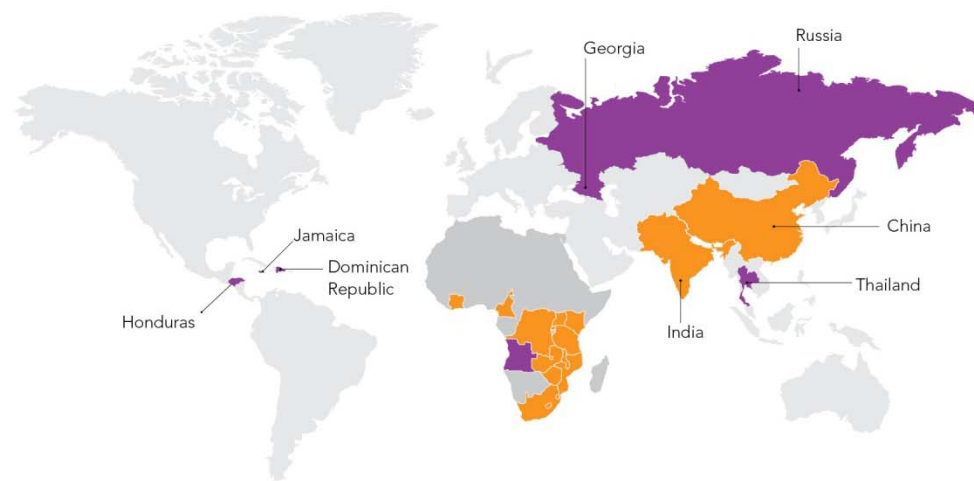 Russia
Georgia
China
Jamaica
Dominican
Republic
Thailand
Honduras
India